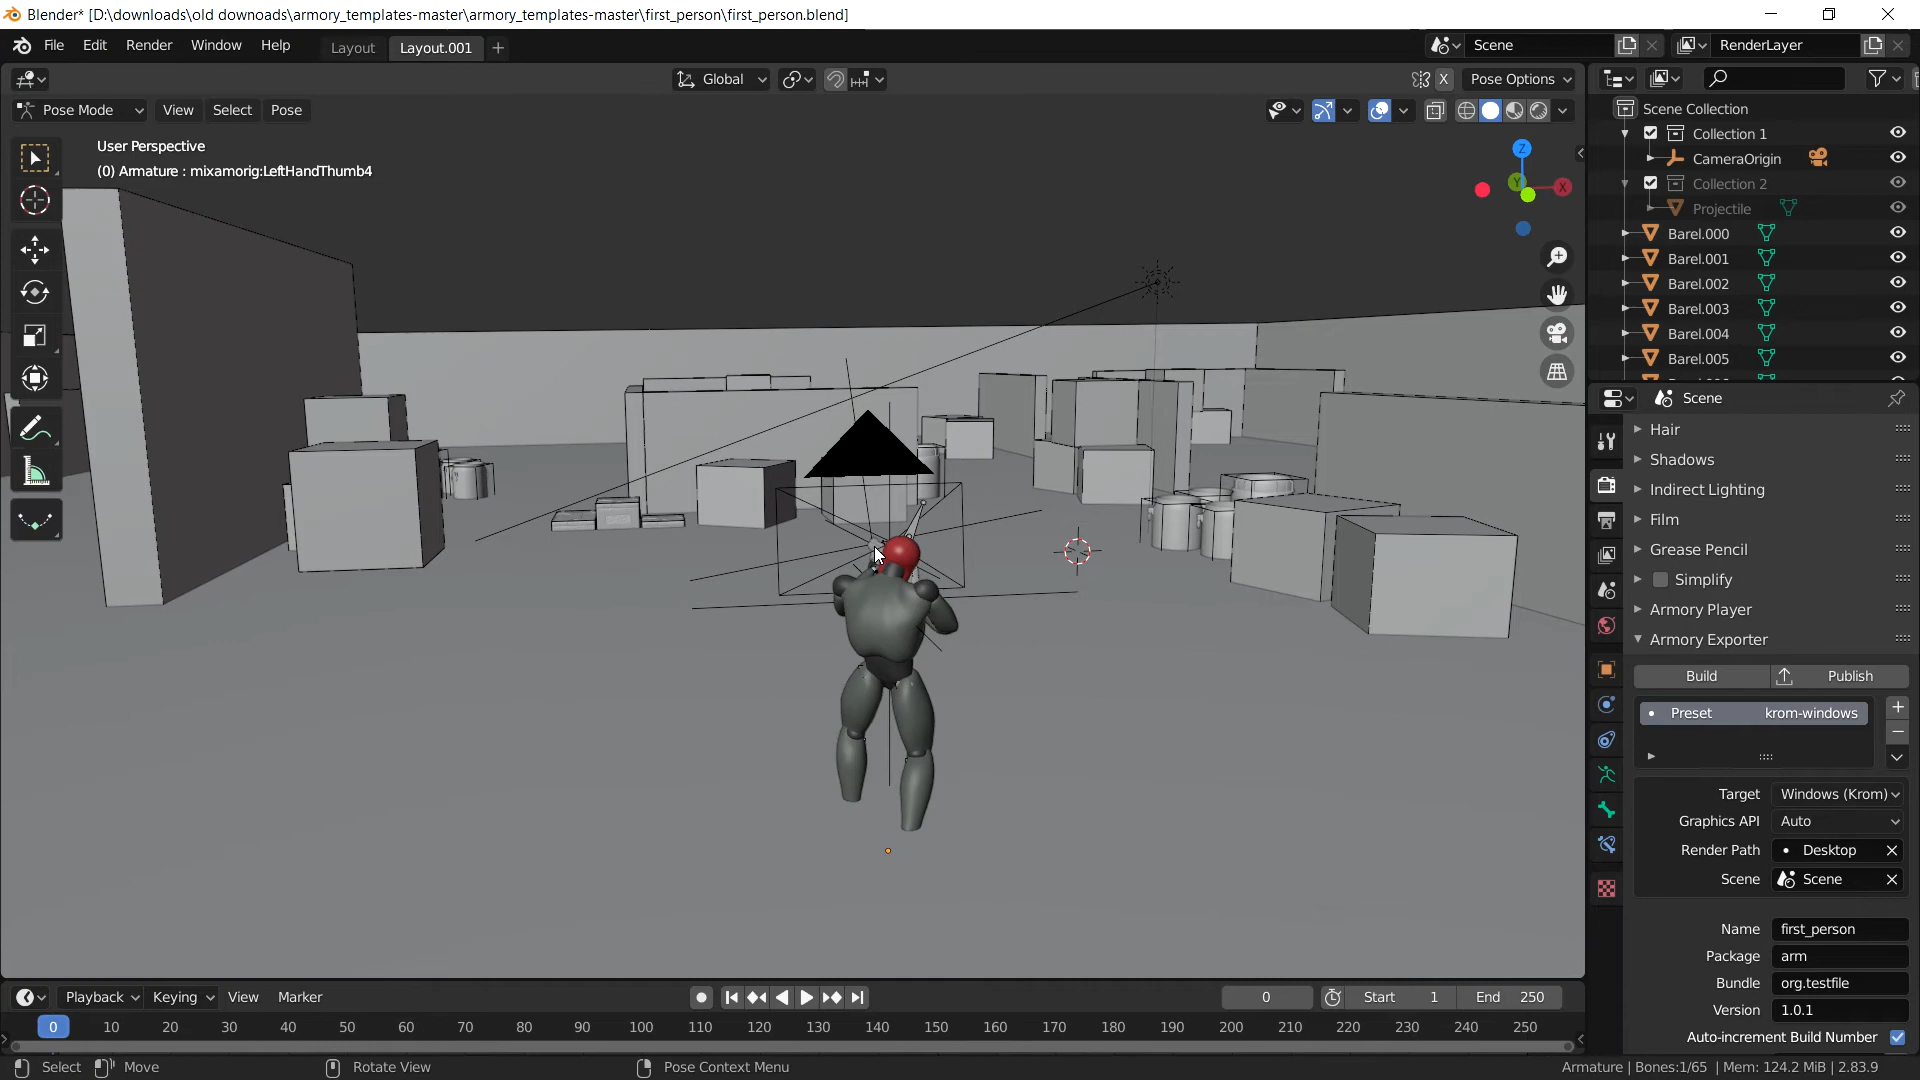 Blender* [D:\downloads\old downoads\armory_templates-master\armory_templates-master\first_person\first_person.blend]
File Edit Render Window Help Layout Layout.001 Scene RenderLayer
Global X Pose Options
Pose Mode View Select Pose
User Perspective
(0) Armature : mixamorig:LeftHandThumb4
Z
Y
X
Scene Collection
Collection 1
CameraOrigin
Collection 2
Projectile
Barel.000
Barel.001
Barel.002
Barel.003
Barel.004
Barel.005
Scene
Hair
Shadows
Indirect Lighting
Film
Grease Pencil
Simplify
Armory Player
Armory Exporter
Build Publish
Preset krom-windows
Target Windows (Krom)
Graphics API Auto
Render Path Desktop
Scene Scene
Name first_person
Package arm
Bundle org.testfile
Version 1.0.1
Auto-increment Build Number
Playback Keying View Marker 0 Start 1 End 250
0 10 20 30 40 50 60 70 80 90 100 110 120 130 140 150 160 170 180 190 200 210 220 230 240 250
Select Move Rotate View Pose Context Menu Armature | Bones:1/65 | Mem: 124.2 MiB | 2.83.9